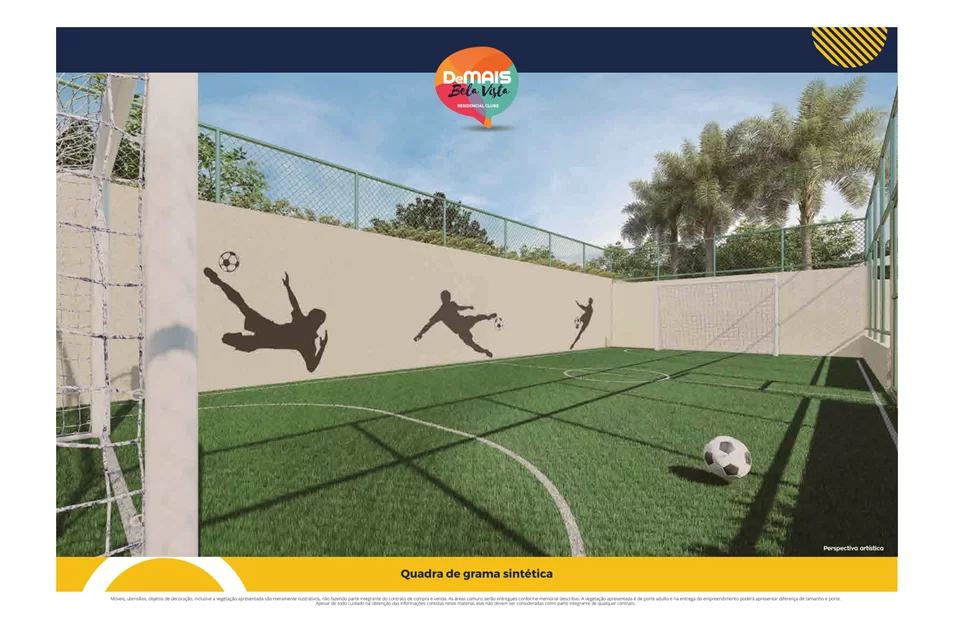 DeMAIS
Bela Vista
RESIDENCIAL CLUBE
Perspectiva artística
Quadra de grama sintética
Móveis, utensílios, objetos de decoração, inclusive a vegetação apresentada são meramente ilustrativos, não fazendo parte integrante do contrato de compra e venda. As áreas comuns serão entregues conforme memorial descritivo. A vegetação apresentada é de porte adulto e na entrega do empreendimento poderá apresentar diferença de tamanho e porte.
Apesar de todo cuidado na obtenção das informações contidas neste material, elas não devem ser consideradas como parte integrante de qualquer contrato.